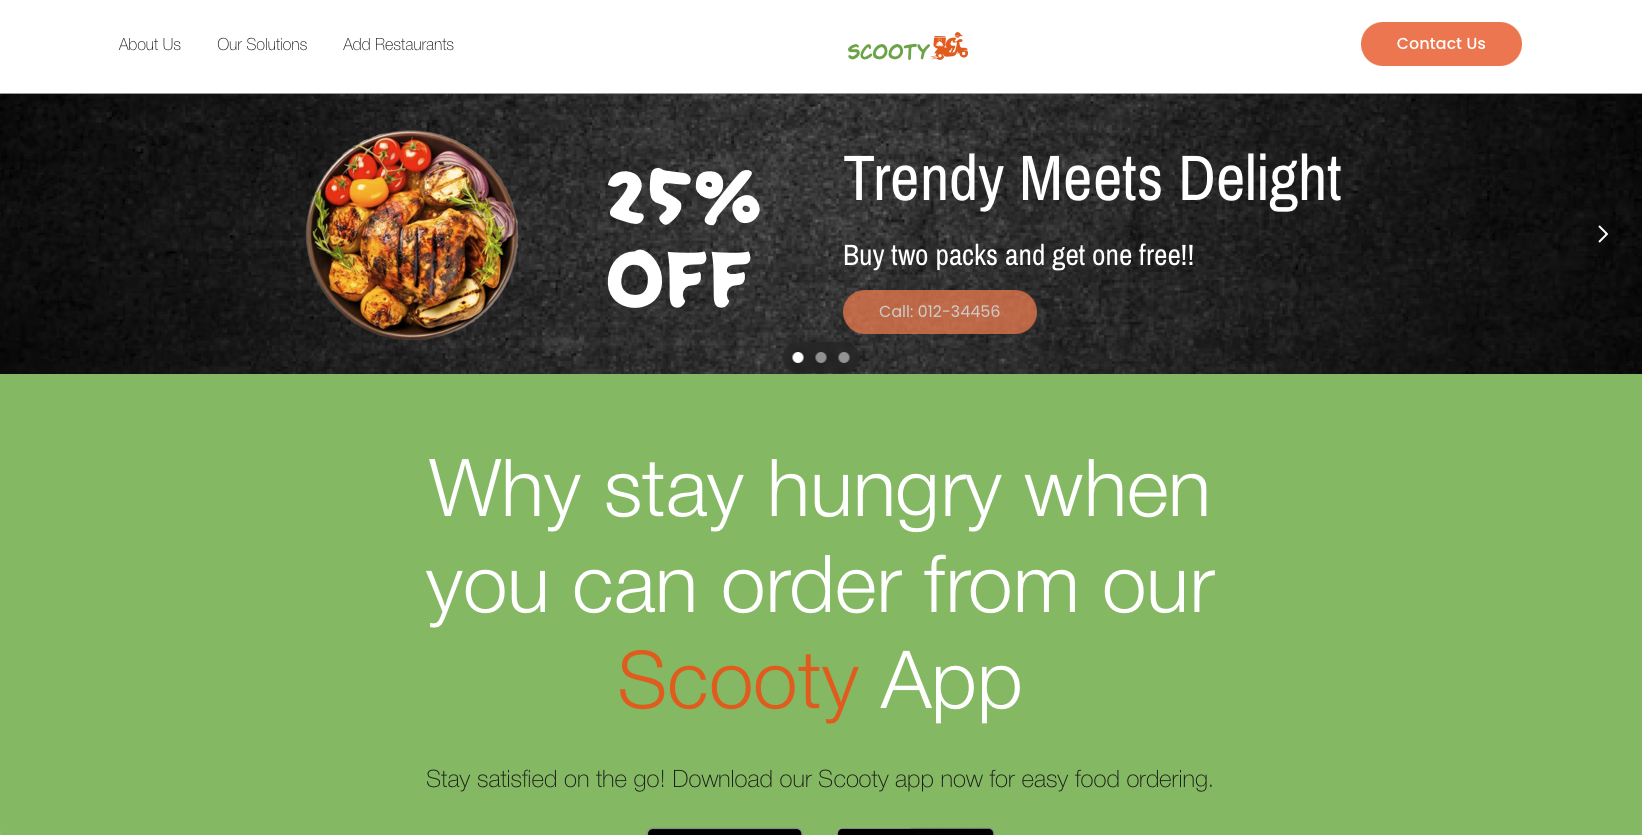 About Us
Our Solutions
Add Restaurants
SCOOTY
Contact Us
25%
OFF
Trendy Meets Delight
Buy two packs and get one free!!
Call: 012-34456
Why stay hungry when
you can order from our
Scooty App
Stay satisfied on the go! Download our Scooty app now for easy food ordering.